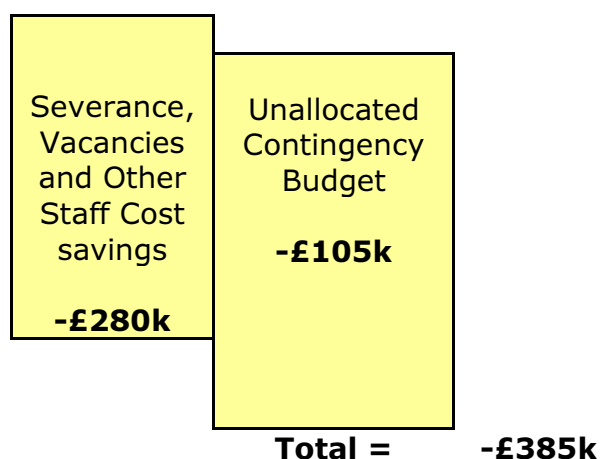 Severance,
Vacancies
and Other
Staff Cost
savings
-£280k
Unallocated
Contingency
Budget
-£105k
Total = -£385k